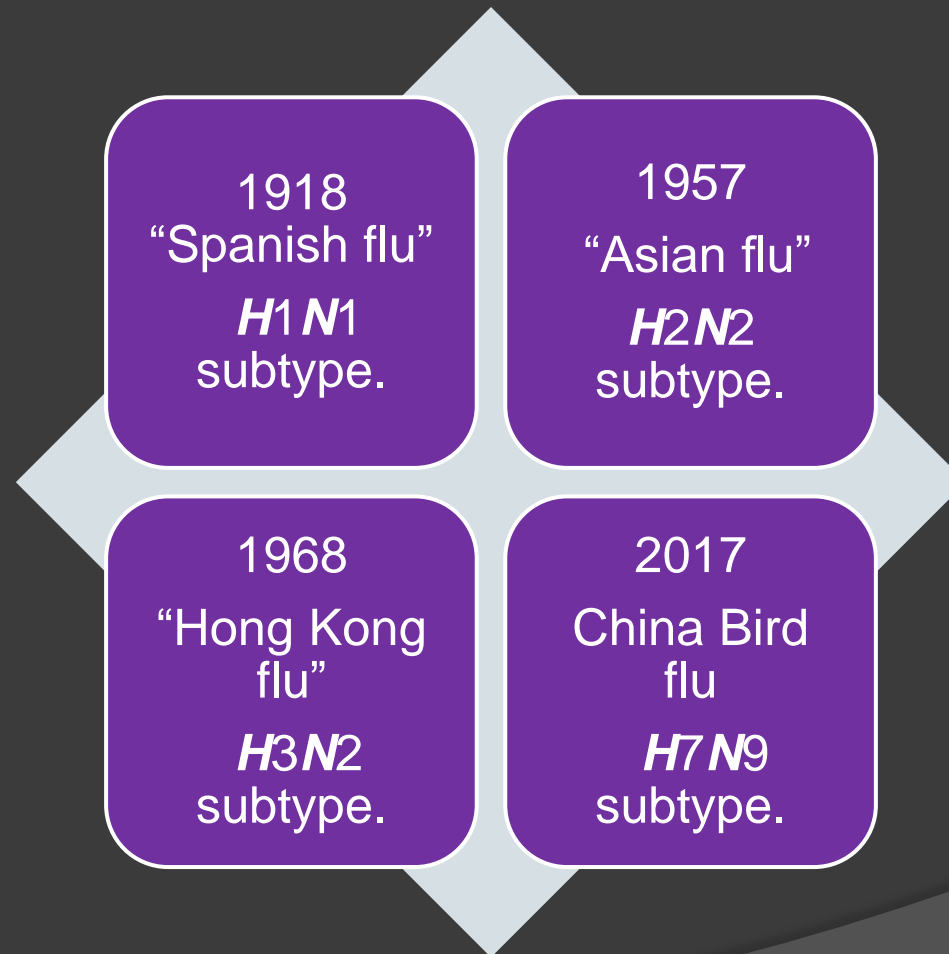 1918
“Spanish flu”
H1N1
subtype.
1957
“Asian flu”
H2N2
subtype.
1968
“Hong Kong
flu”
H3N2
subtype.
2017
China Bird
flu
H7N9
subtype.